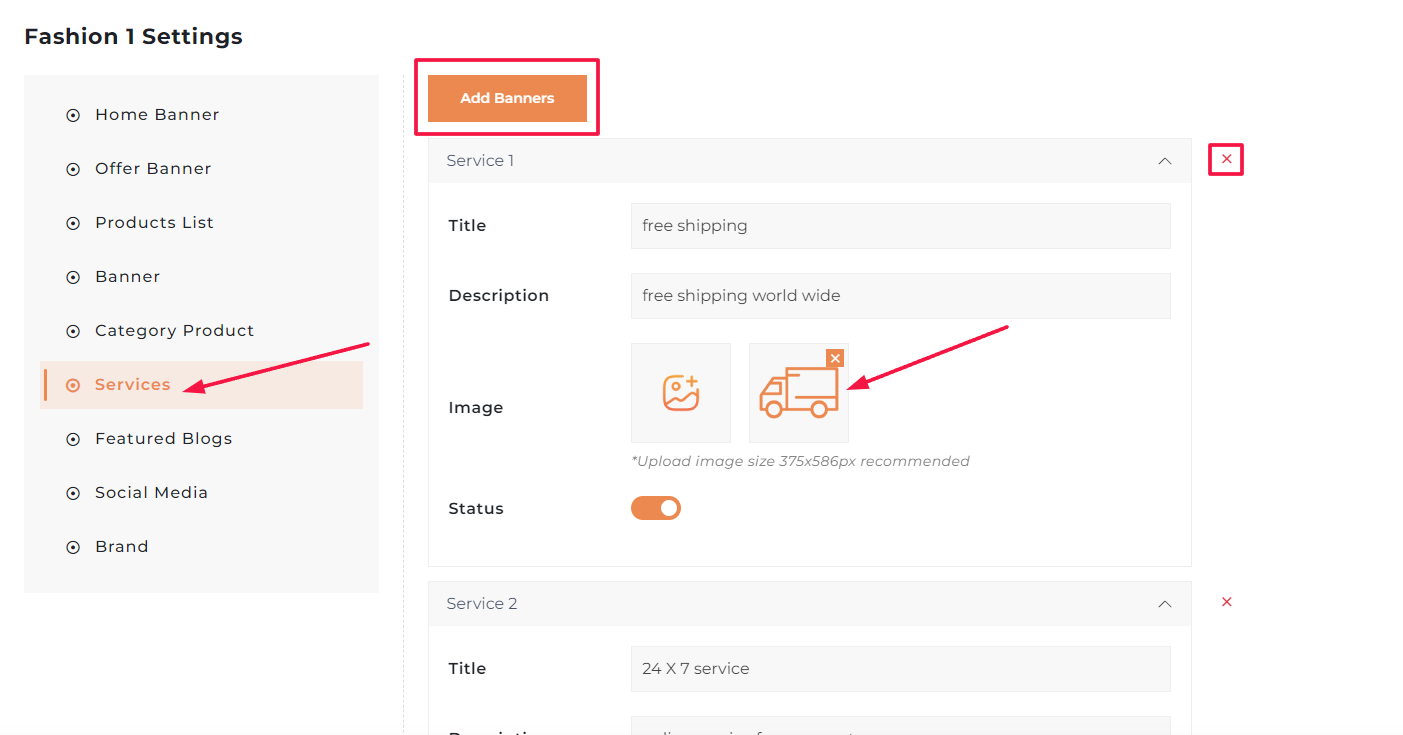 Fashion 1 Settings
Home Banner
Offer Banner
Products List
Banner
Category Product
Services
Featured Blogs
Social Media
Brand
Add Banners
Service 1
Title
free shipping
Description
free shipping world wide
Image
*Upload image size 375x586px recommended
Status
Service 2
Title
24 X 7 service